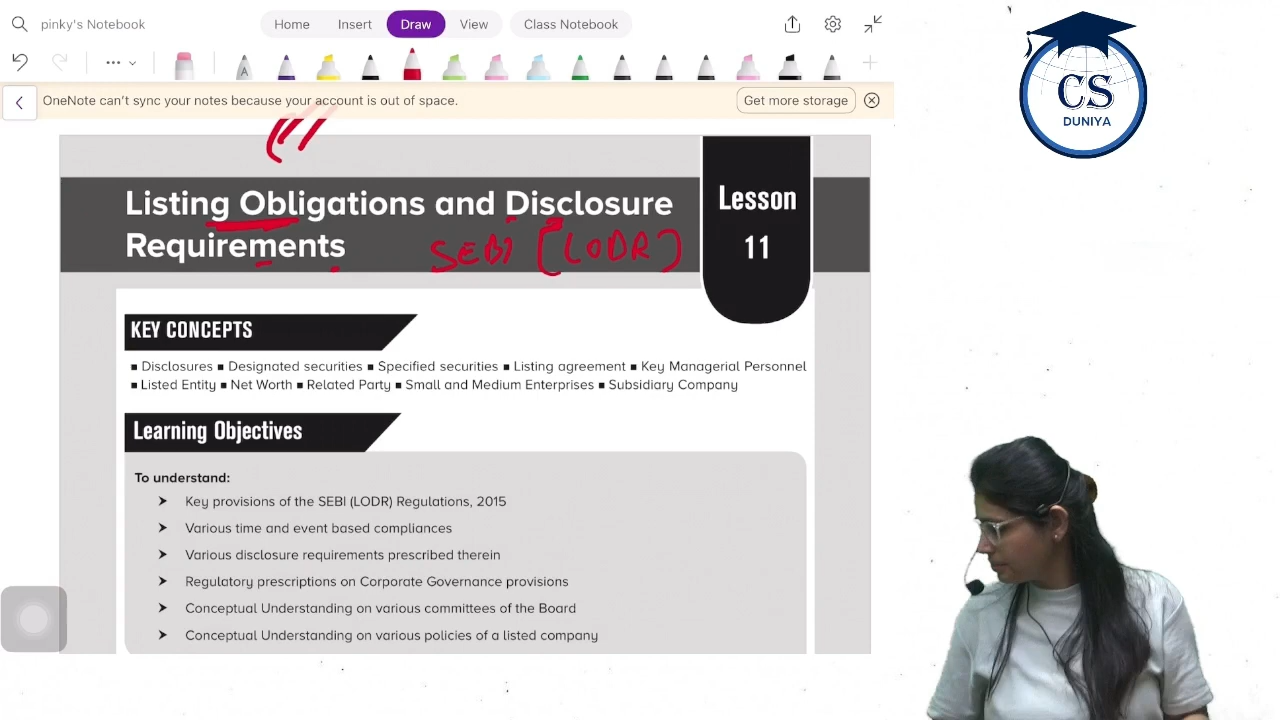 pinky's Notebook
Home Insert Draw View Class Notebook
A
OneNote can't sync your notes because your account is out of space.
Get more storage
CS
DUNIYA
Listing Obligations and Disclosure
Requirements
SEBI [LODR]
Lesson
11
KEY CONCEPTS
▪ Disclosures ▪ Designated securities ▪ Specified securities ▪ Listing agreement ▪ Key Managerial Personnel
▪ Listed Entity ▪ Net Worth ▪ Related Party ▪ Small and Medium Enterprises ▪ Subsidiary Company
Learning Objectives
To understand:
➤ Key provisions of the SEBI (LODR) Regulations, 2015
➤ Various time and event based compliances
➤ Various disclosure requirements prescribed therein
➤ Regulatory prescriptions on Corporate Governance provisions
➤ Conceptual Understanding on various committees of the Board
➤ Conceptual Understanding on various policies of a listed company